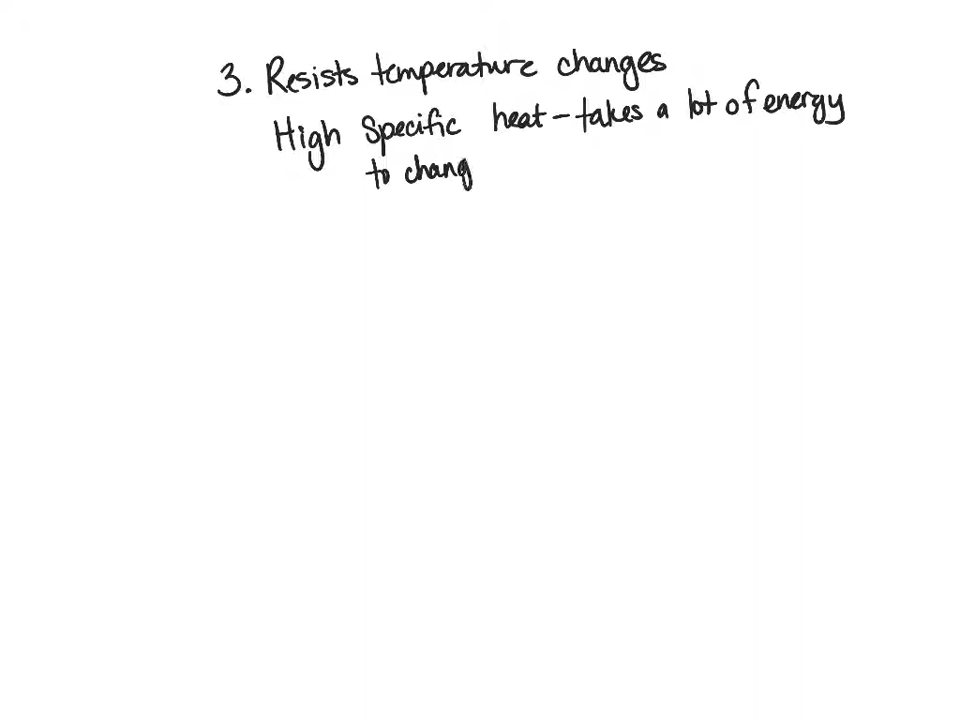 3. Resists temperature changes
High Specific heat – takes a lot of energy
to chang